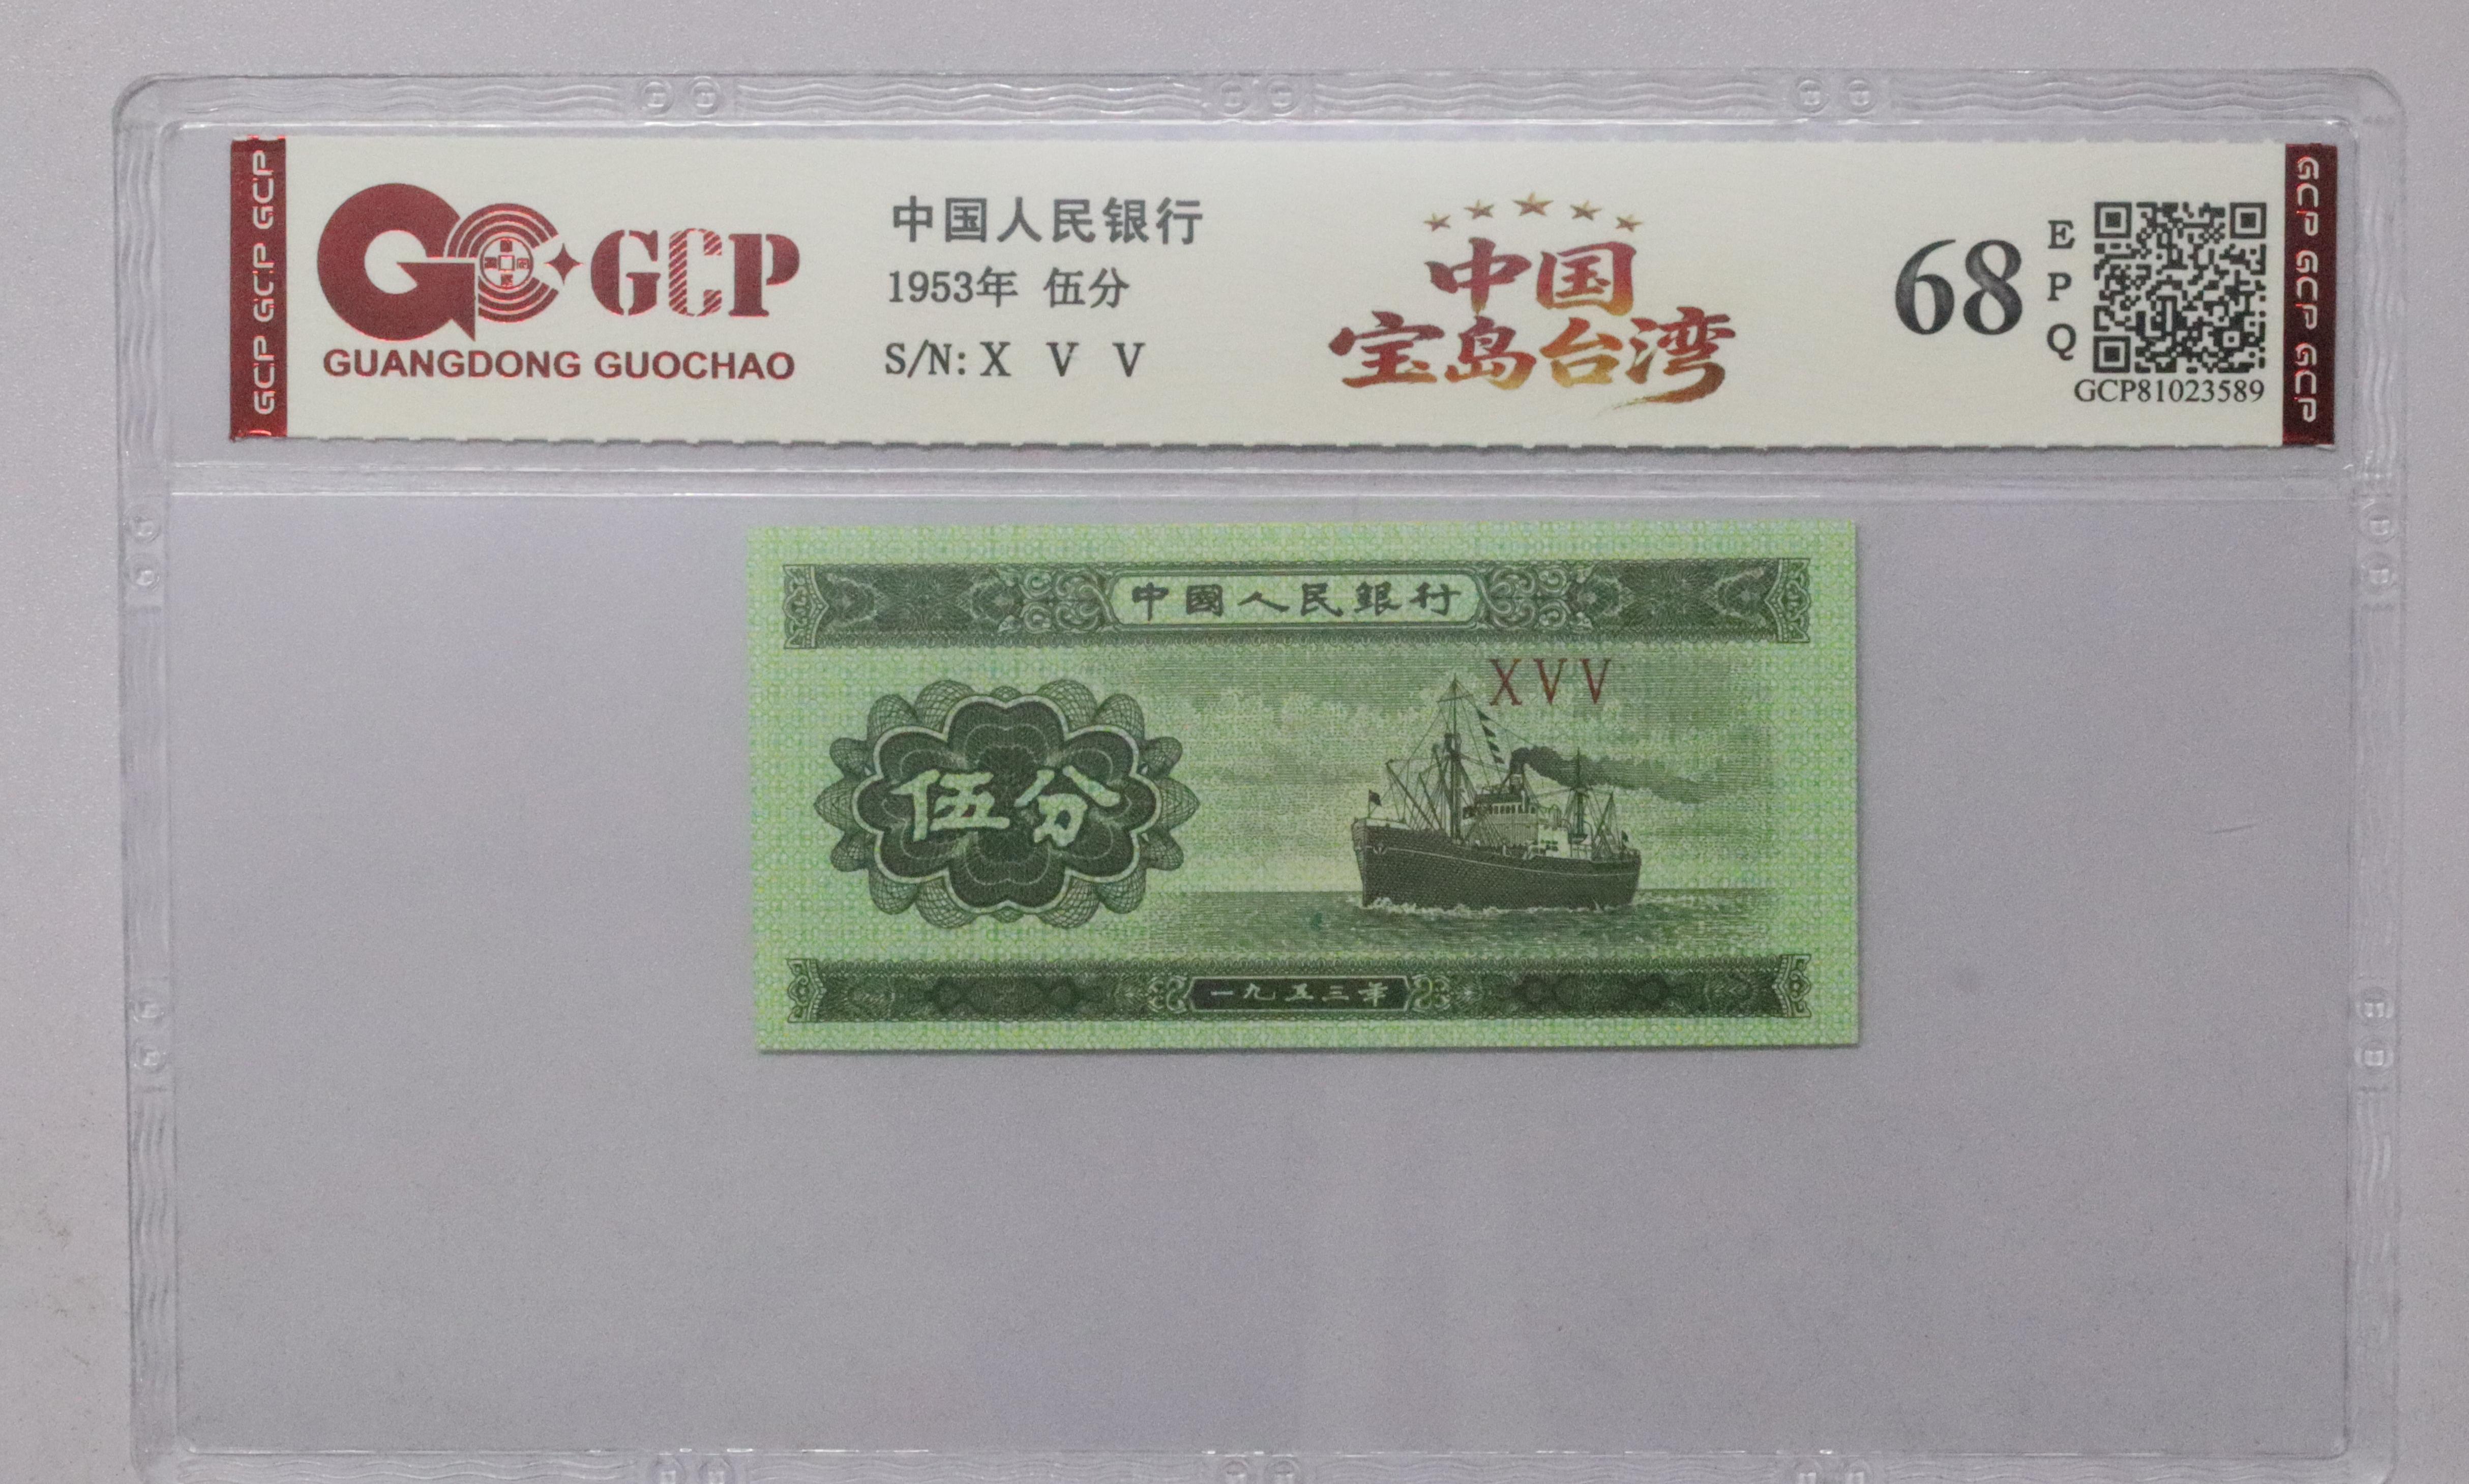 GCP GCP GCP
GCP
GUANGDONG GUOCHAO
中国人民银行
1953年 伍分
S/N: X V V
中国
宝岛台湾
68
EPQ
GCP81023589
GCP GCP GCP
中國人民銀行
XVV
伍分
一九五三年